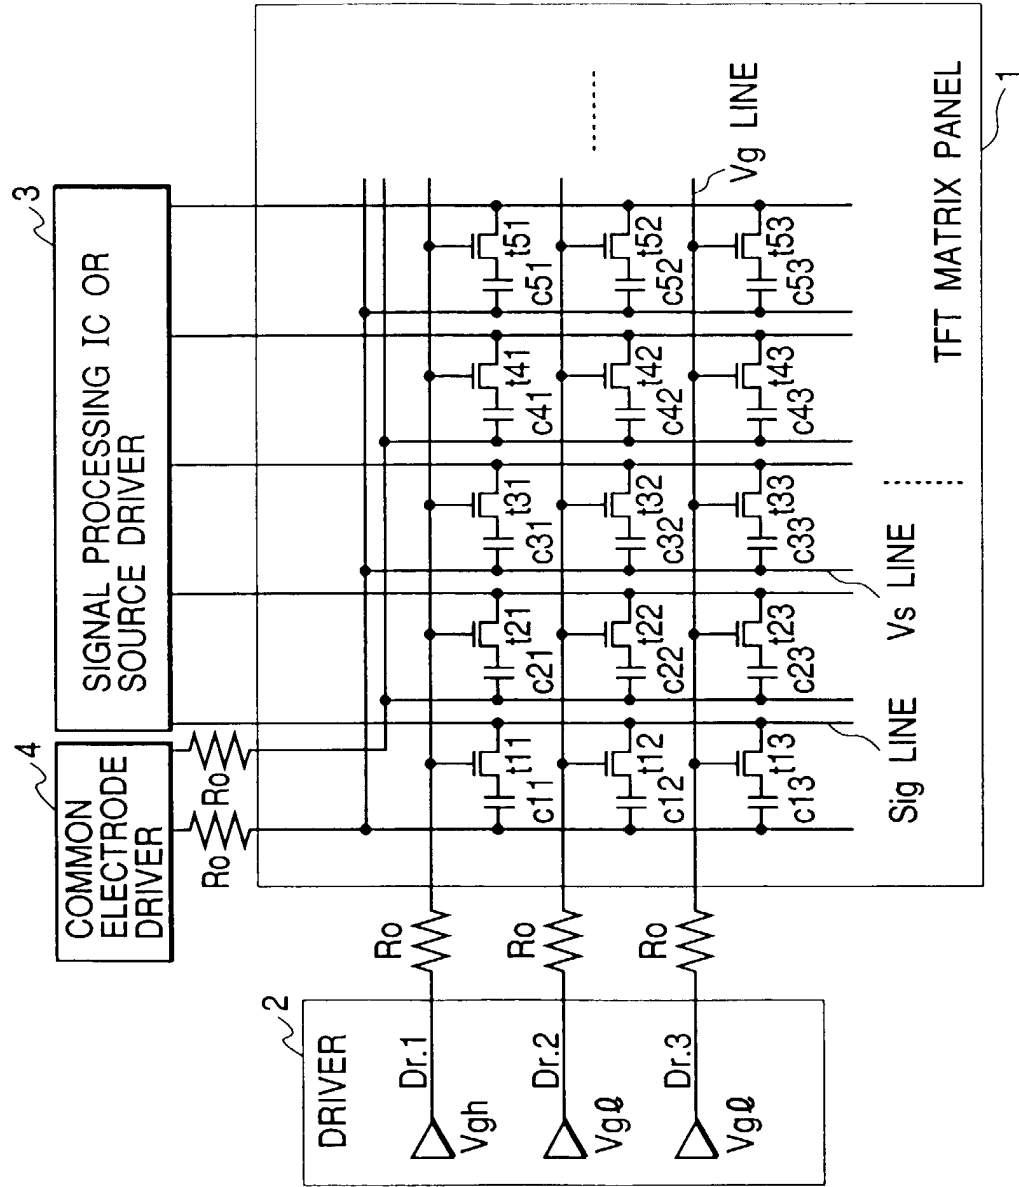 4
COMMON
ELECTRODE
DRIVER
3
SIGNAL PROCESSING IC OR
SOURCE DRIVER
Ro
Ro
2
DRIVER
Dr.1
Vgh
Ro
t11
c11
t21
c21
t31
c31
t41
c41
t51
c51
Dr.2
Vgℓ
Ro
t12
c12
t22
c22
t32
c32
t42
c42
t52
c52
Dr.3
Vgℓ
Ro
t13
c13
t23
c23
t33
c33
t43
c43
t53
c53
Vg LINE
Sig LINE
Vs LINE
TFT MATRIX PANEL
1